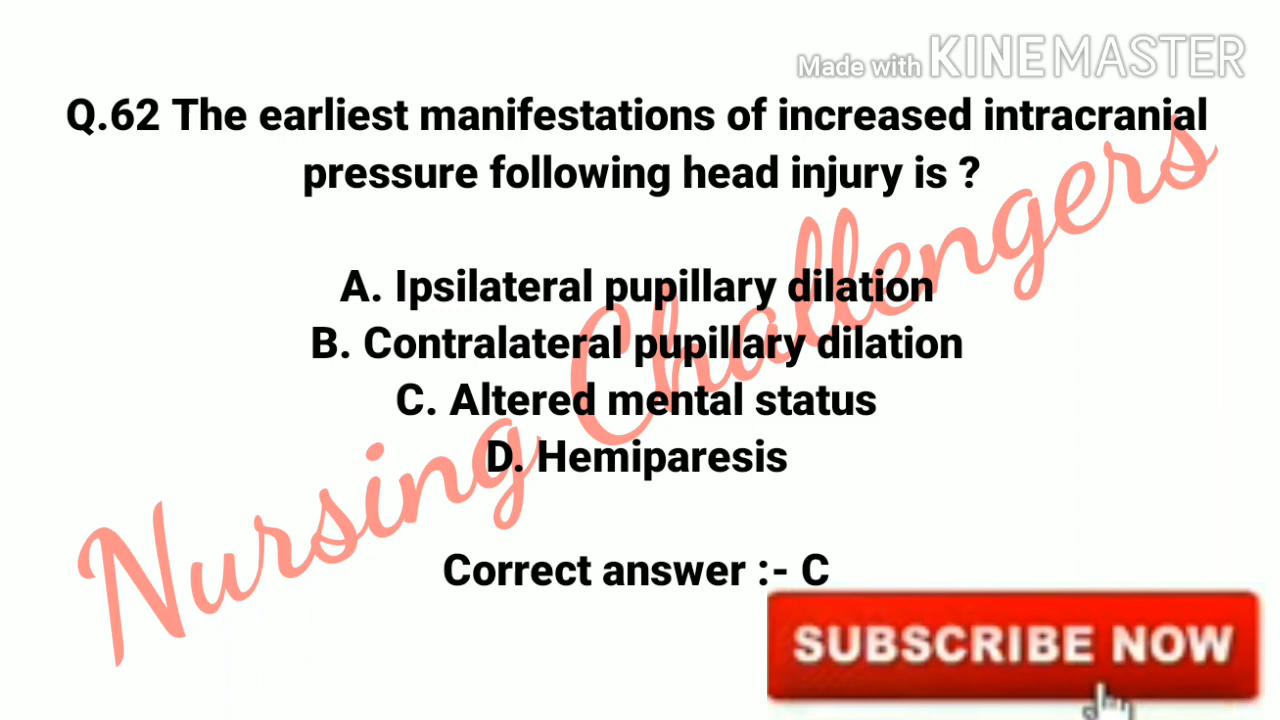 Made with KINEMASTER
Q.62 The earliest manifestations of increased intracranial
pressure following head injury is ?
A. Ipsilateral pupillary dilation
B. Contralateral pupillary dilation
C. Altered mental status
D. Hemiparesis
Nursing Challengers
Correct answer :- C
SUBSCRIBE NOW